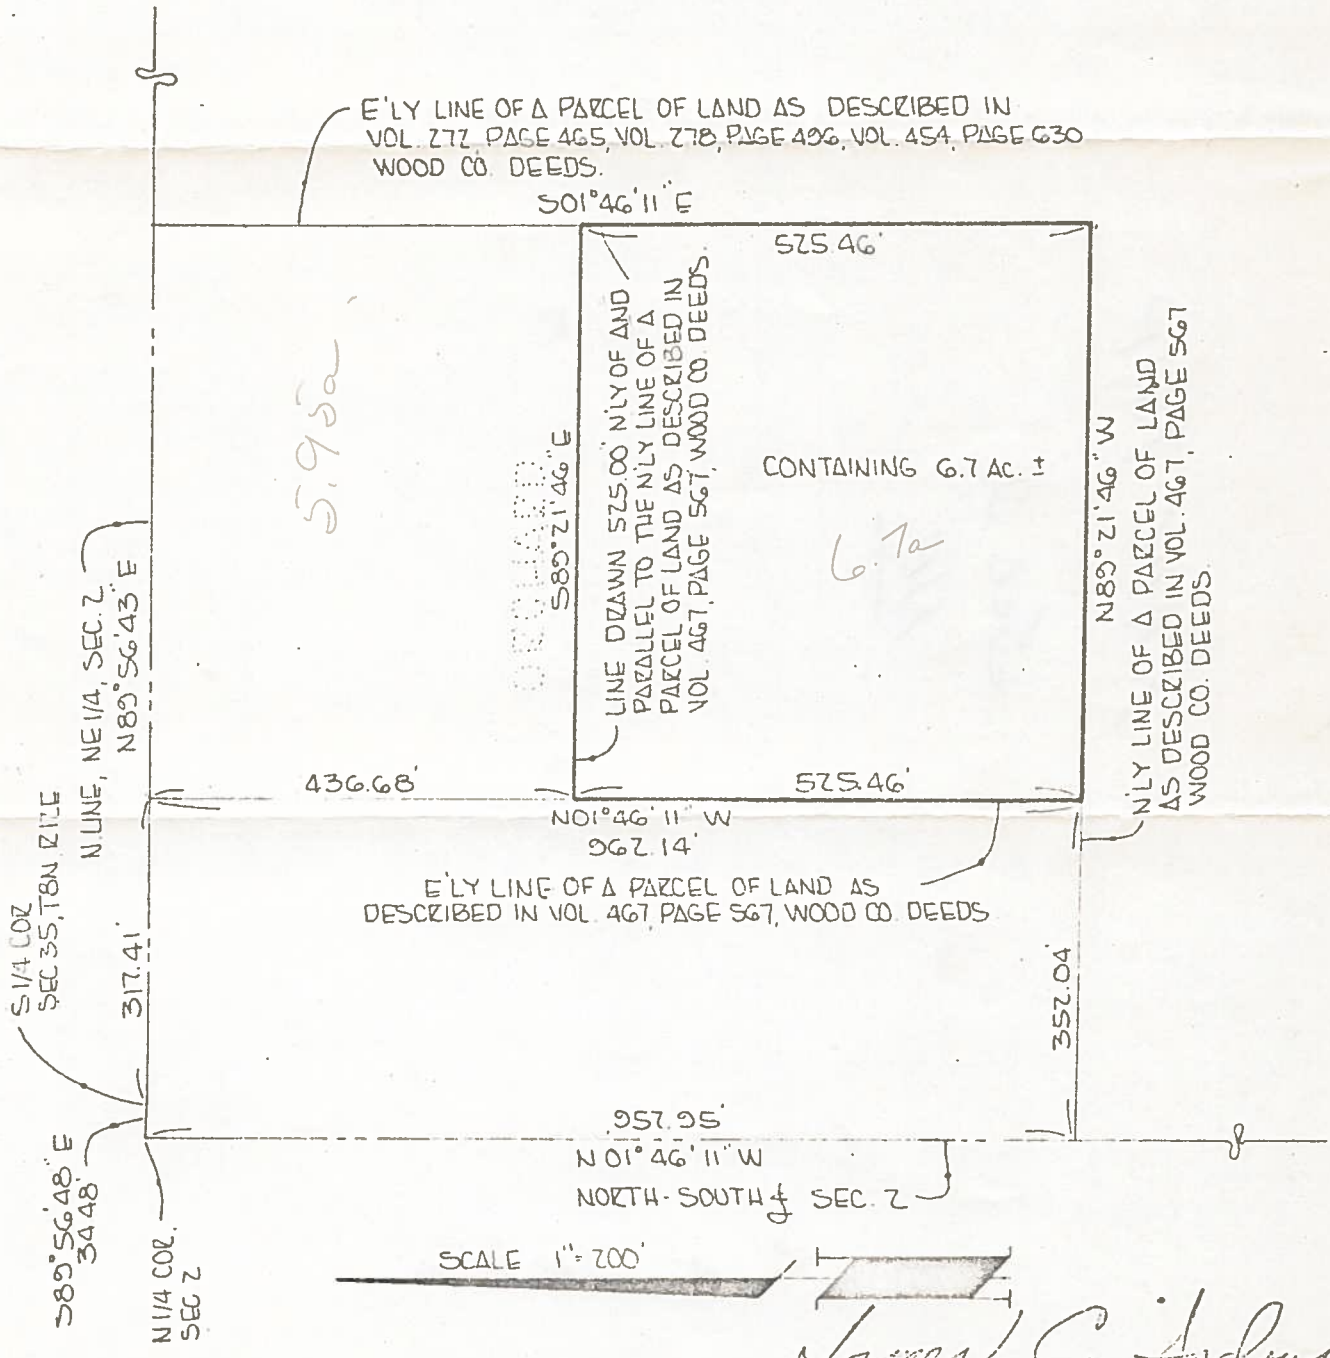 E'LY LINE OF A PARCEL OF LAND AS DESCRIBED IN
VOL. 272, PAGE 465, VOL. 278, PAGE 496, VOL. 454, PAGE 630
WOOD CO. DEEDS.
S01°46'11"E
525.46'
5.95a
S89°21'46"E
LINE DRAWN 525.00' N'LY OF AND
PARALLEL TO THE N'LY LINE OF A
PARCEL OF LAND AS DESCRIBED IN
VOL. 467, PAGE 567, WOOD CO. DEEDS.
CONTAINING 6.7 AC. ±
6.7a
N89°21'46"W
N'LY LINE OF A PARCEL OF LAND
AS DESCRIBED IN VOL. 467, PAGE 567
WOOD CO. DEEDS.
N.LINE, NE1/4, SEC. 2
N89°56'43"E
436.68'
525.46'
N01°46'11"W
962.14'
E'LY LINE OF A PARCEL OF LAND AS
DESCRIBED IN VOL. 467 PAGE 567, WOOD CO. DEEDS
S1/4 COR
SEC 35, T8N, R12E
317.41'
352.04'
957.95'
N01°46'11"W
NORTH-SOUTH ℄ SEC. 2
S89°56'48"E
34.48'
N1/4 COR.
SEC 2
SCALE 1"=200'